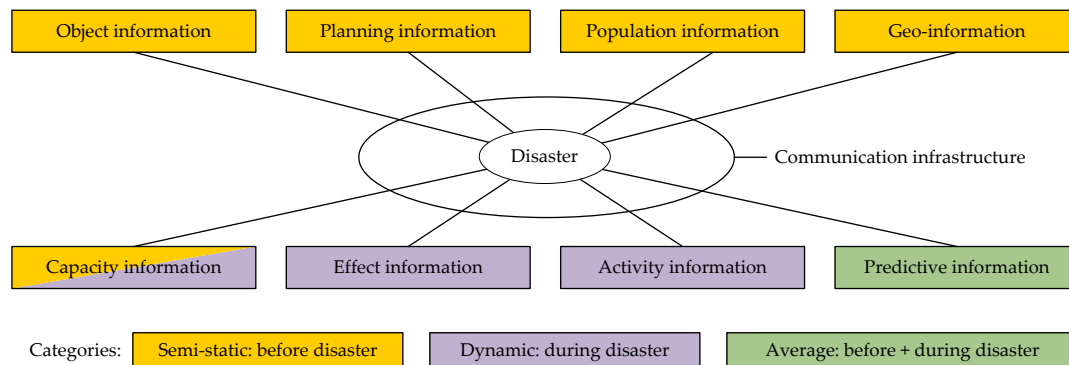 Object information
Planning information
Population information
Geo-information
Disaster
Communication infrastructure
Capacity information
Effect information
Activity information
Predictive information
Categories:
Semi-static: before disaster
Dynamic: during disaster
Average: before + during disaster